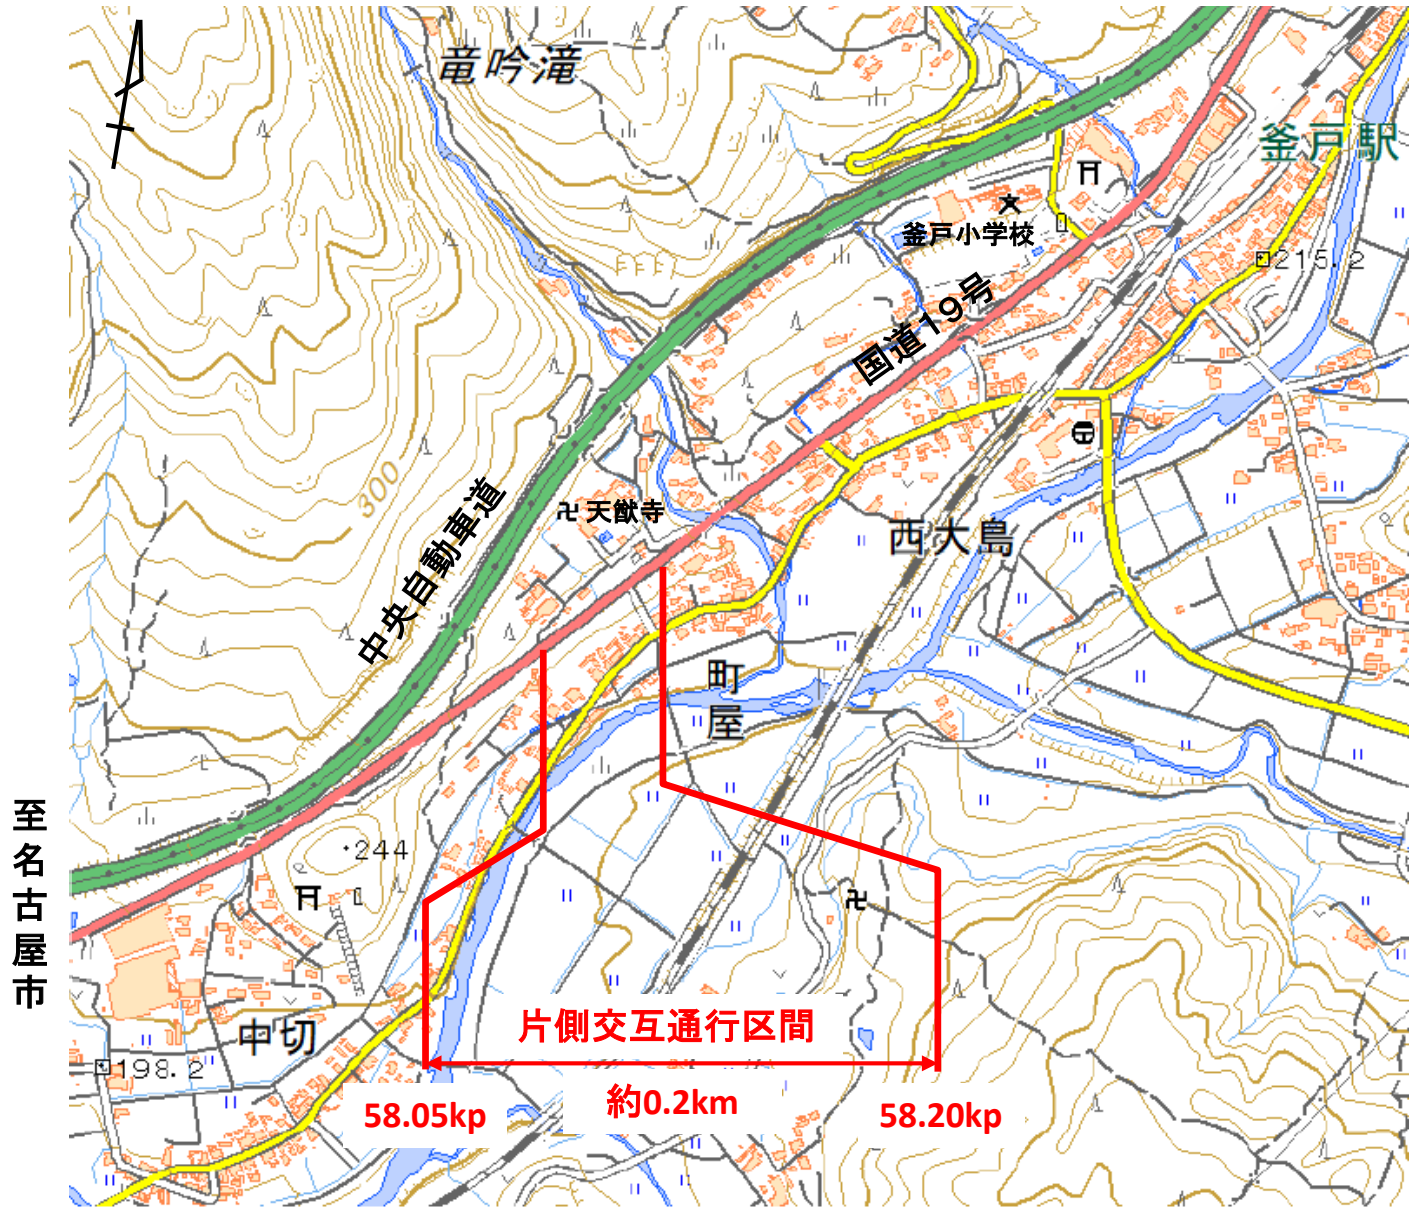 竜吟滝
釜戸駅
釜戸小学校
215.2
国道19号
300
中央自動車道
卍 天猷寺
西大島
町屋
244
至名古屋市
中切
198.2
片側交互通行区間
約0.2km
58.05kp
58.20kp